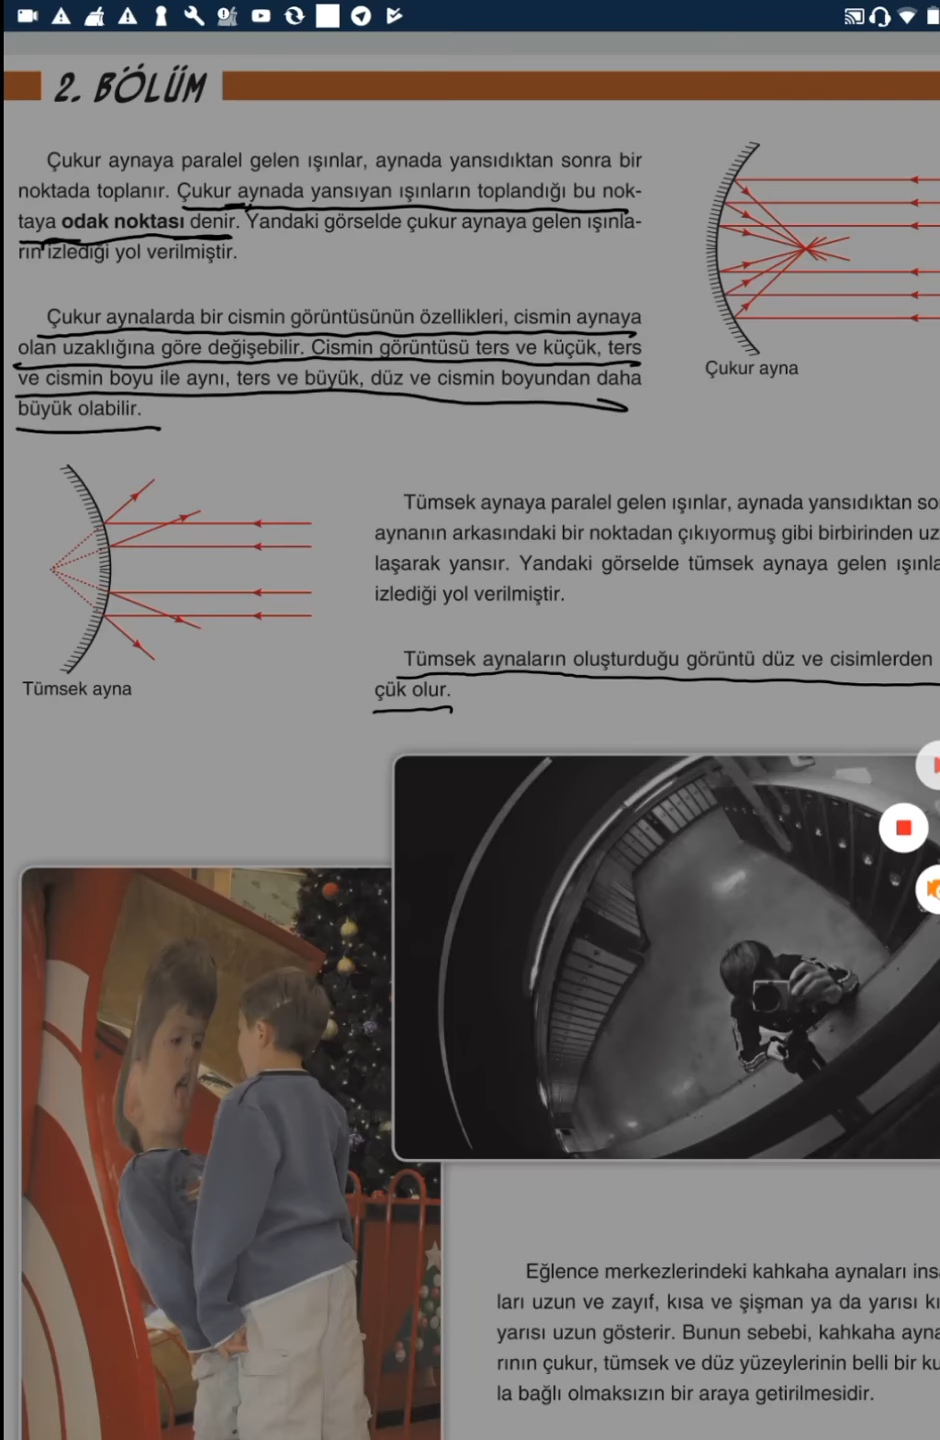 2. BÖLÜM
Çukur aynaya paralel gelen ışınlar, aynada yansıdıktan sonra bir
noktada toplanır. Çukur aynada yansıyan ışınların toplandığı bu nok-
taya odak noktası denir. Yandaki görselde çukur aynaya gelen ışınla-
rın izlediği yol verilmiştir.
Çukur aynalarda bir cismin görüntüsünün özellikleri, cismin aynaya
olan uzaklığına göre değişebilir. Cismin görüntüsü ters ve küçük, ters
ve cismin boyu ile aynı, ters ve büyük, düz ve cismin boyundan daha
büyük olabilir.
Çukur ayna
Tümsek aynaya paralel gelen ışınlar, aynada yansıdıktan so
aynanın arkasındaki bir noktadan çıkıyormuş gibi birbirinden uz
laşarak yansır. Yandaki görselde tümsek aynaya gelen ışınla
izlediği yol verilmiştir.
Tümsek aynaların oluşturduğu görüntü düz ve cisimlerden
çük olur.
Tümsek ayna
Eğlence merkezlerindeki kahkaha aynaları ins
ları uzun ve zayıf, kısa ve şişman ya da yarısı kı
yarısı uzun gösterir. Bunun sebebi, kahkaha ayna
rının çukur, tümsek ve düz yüzeylerinin belli bir ku
la bağlı olmaksızın bir araya getirilmesidir.